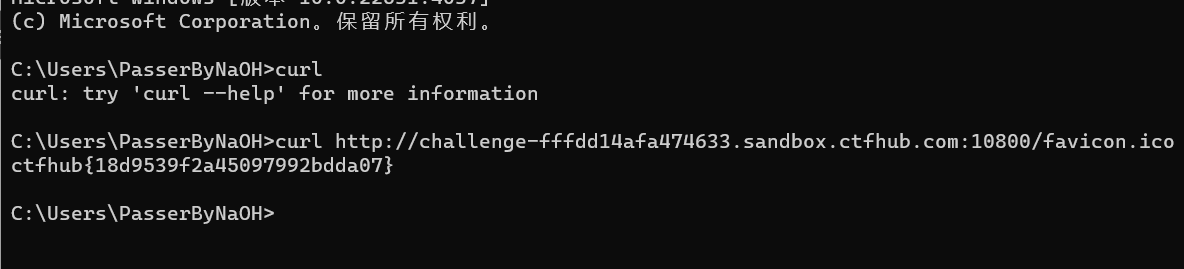 (c) Microsoft Corporation。保留所有权利。
C:\Users\PasserByNaOH>curl
curl: try 'curl --help' for more information
C:\Users\PasserByNaOH>curl http://challenge-fffdd14afa474633.sandbox.ctfhub.com:10800/favicon.ico
ctfhub{18d9539f2a45097992bdda07}
C:\Users\PasserByNaOH>